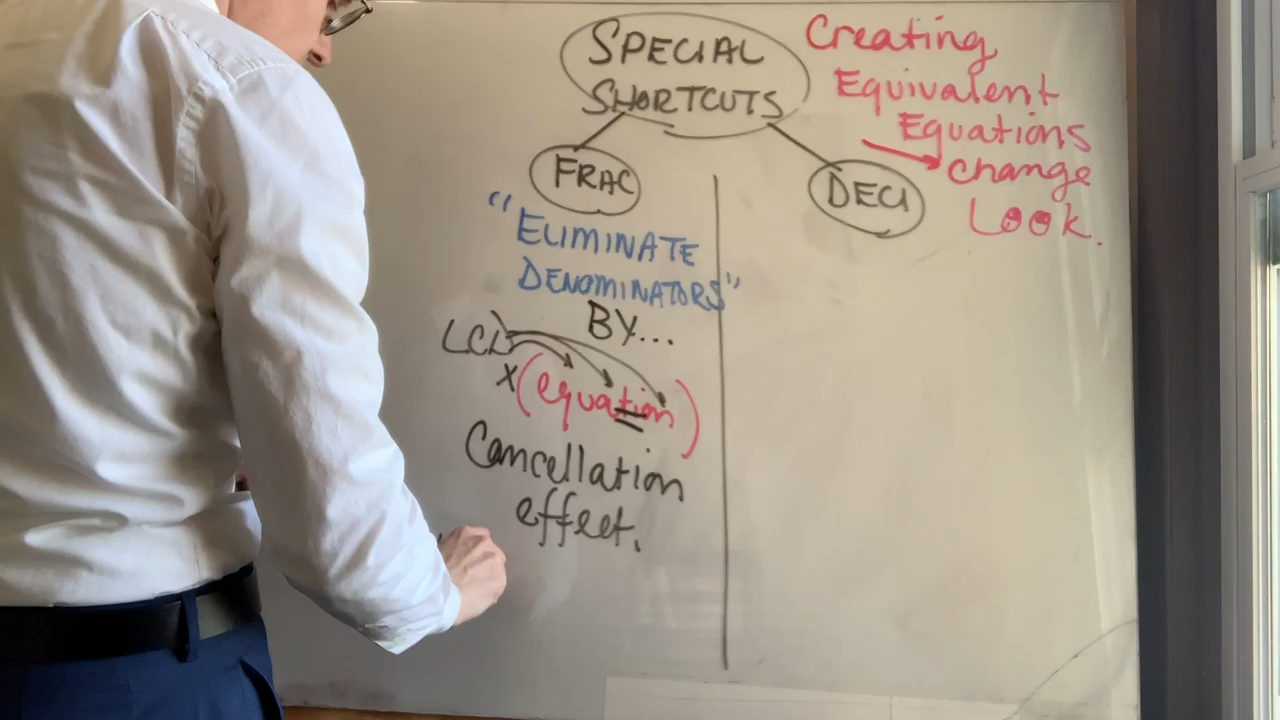 SPECIAL
SHORTCUTS
Creating
Equivalent
Equations
change
Look.
FRAC
DECI
"ELIMINATE
DENOMINATORS"
BY...
LCD
x(equation)
Cancellation
effect.